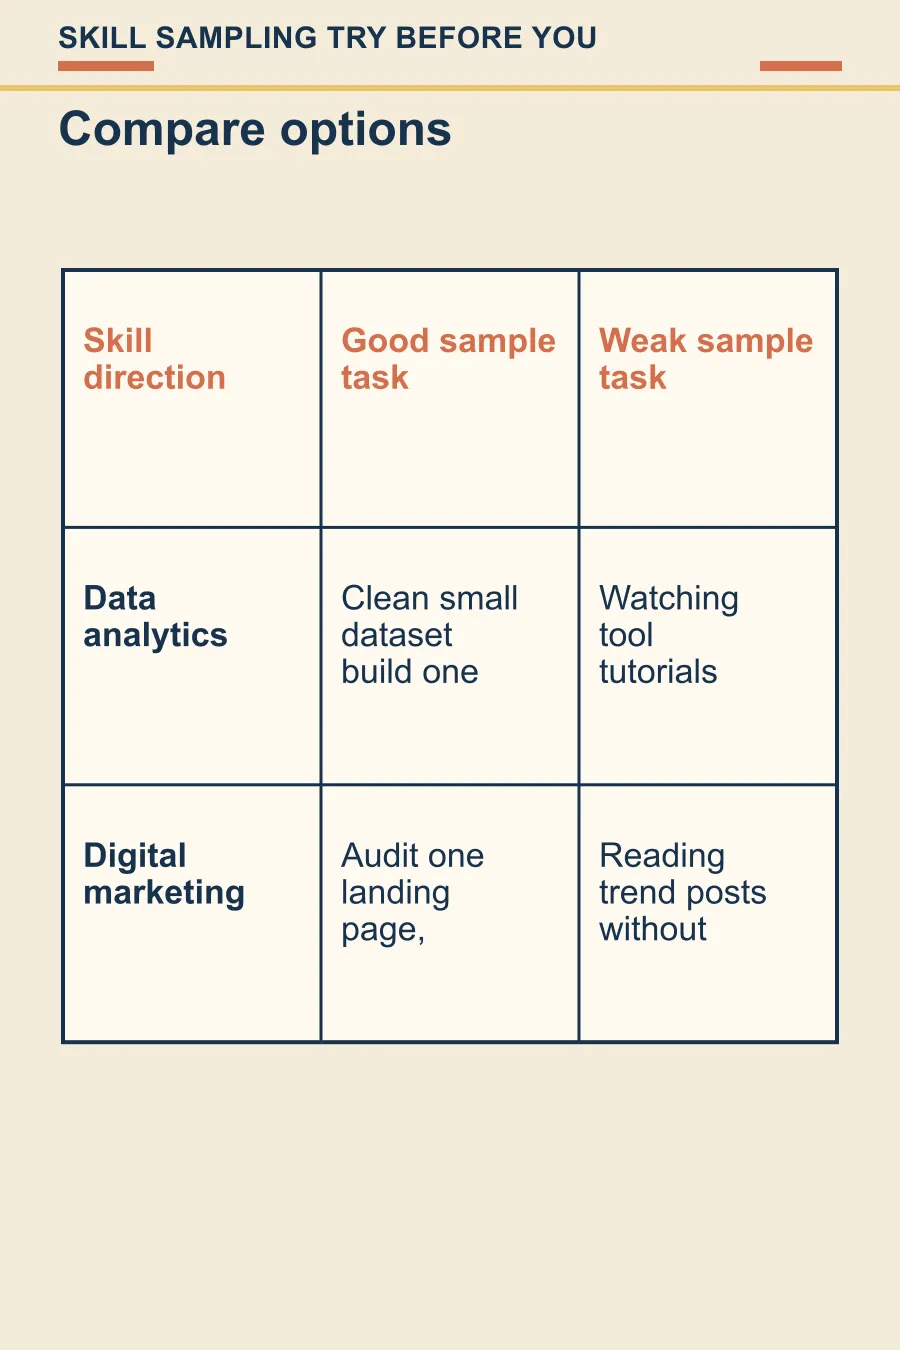 SKILL SAMPLING TRY BEFORE YOU
Compare options
Skill
direction
Good sample
task
Weak sample
task
Data
analytics
Clean small
dataset
build one
Watching
tool
tutorials
Digital
marketing
Audit one
landing
page,
Reading
trend posts
without